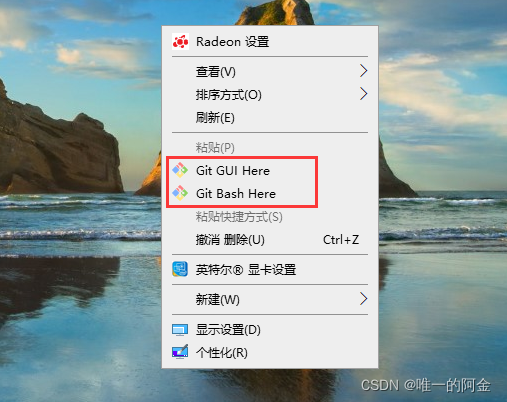 Radeon 设置
查看(V)
排序方式(O)
刷新(E)
粘贴(P)
Git GUI Here
Git Bash Here
粘贴快捷方式(S)
撤消 删除(U) Ctrl+Z
英特尔® 显卡设置
新建(W)
显示设置(D)
个性化(R)
CSDN @唯一的阿金